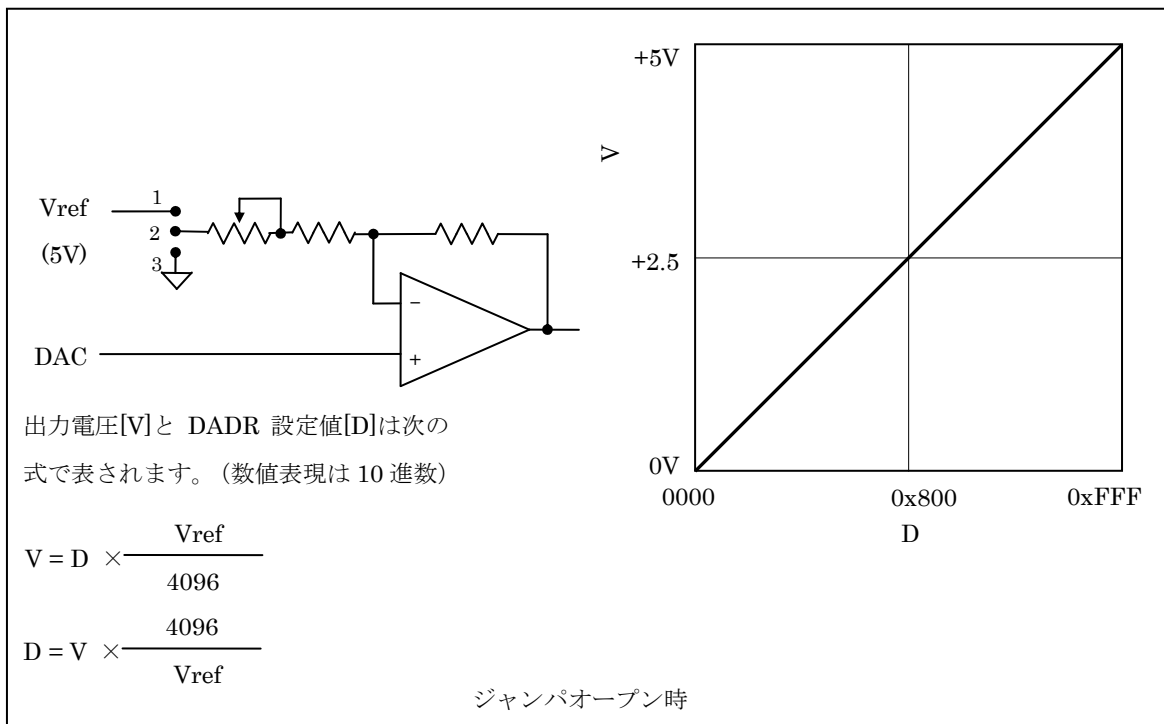 Vref
(5V)
1
2
3
−
+
DAC
出力電圧[V]と DADR 設定値[D]は次の
式で表されます。（数値表現は 10 進数）
V = D ×
Vref
4096
D = V ×
4096
Vref
+5V
V
+2.5
0V
0000
0x800
0xFFF
D
ジャンパオープン時